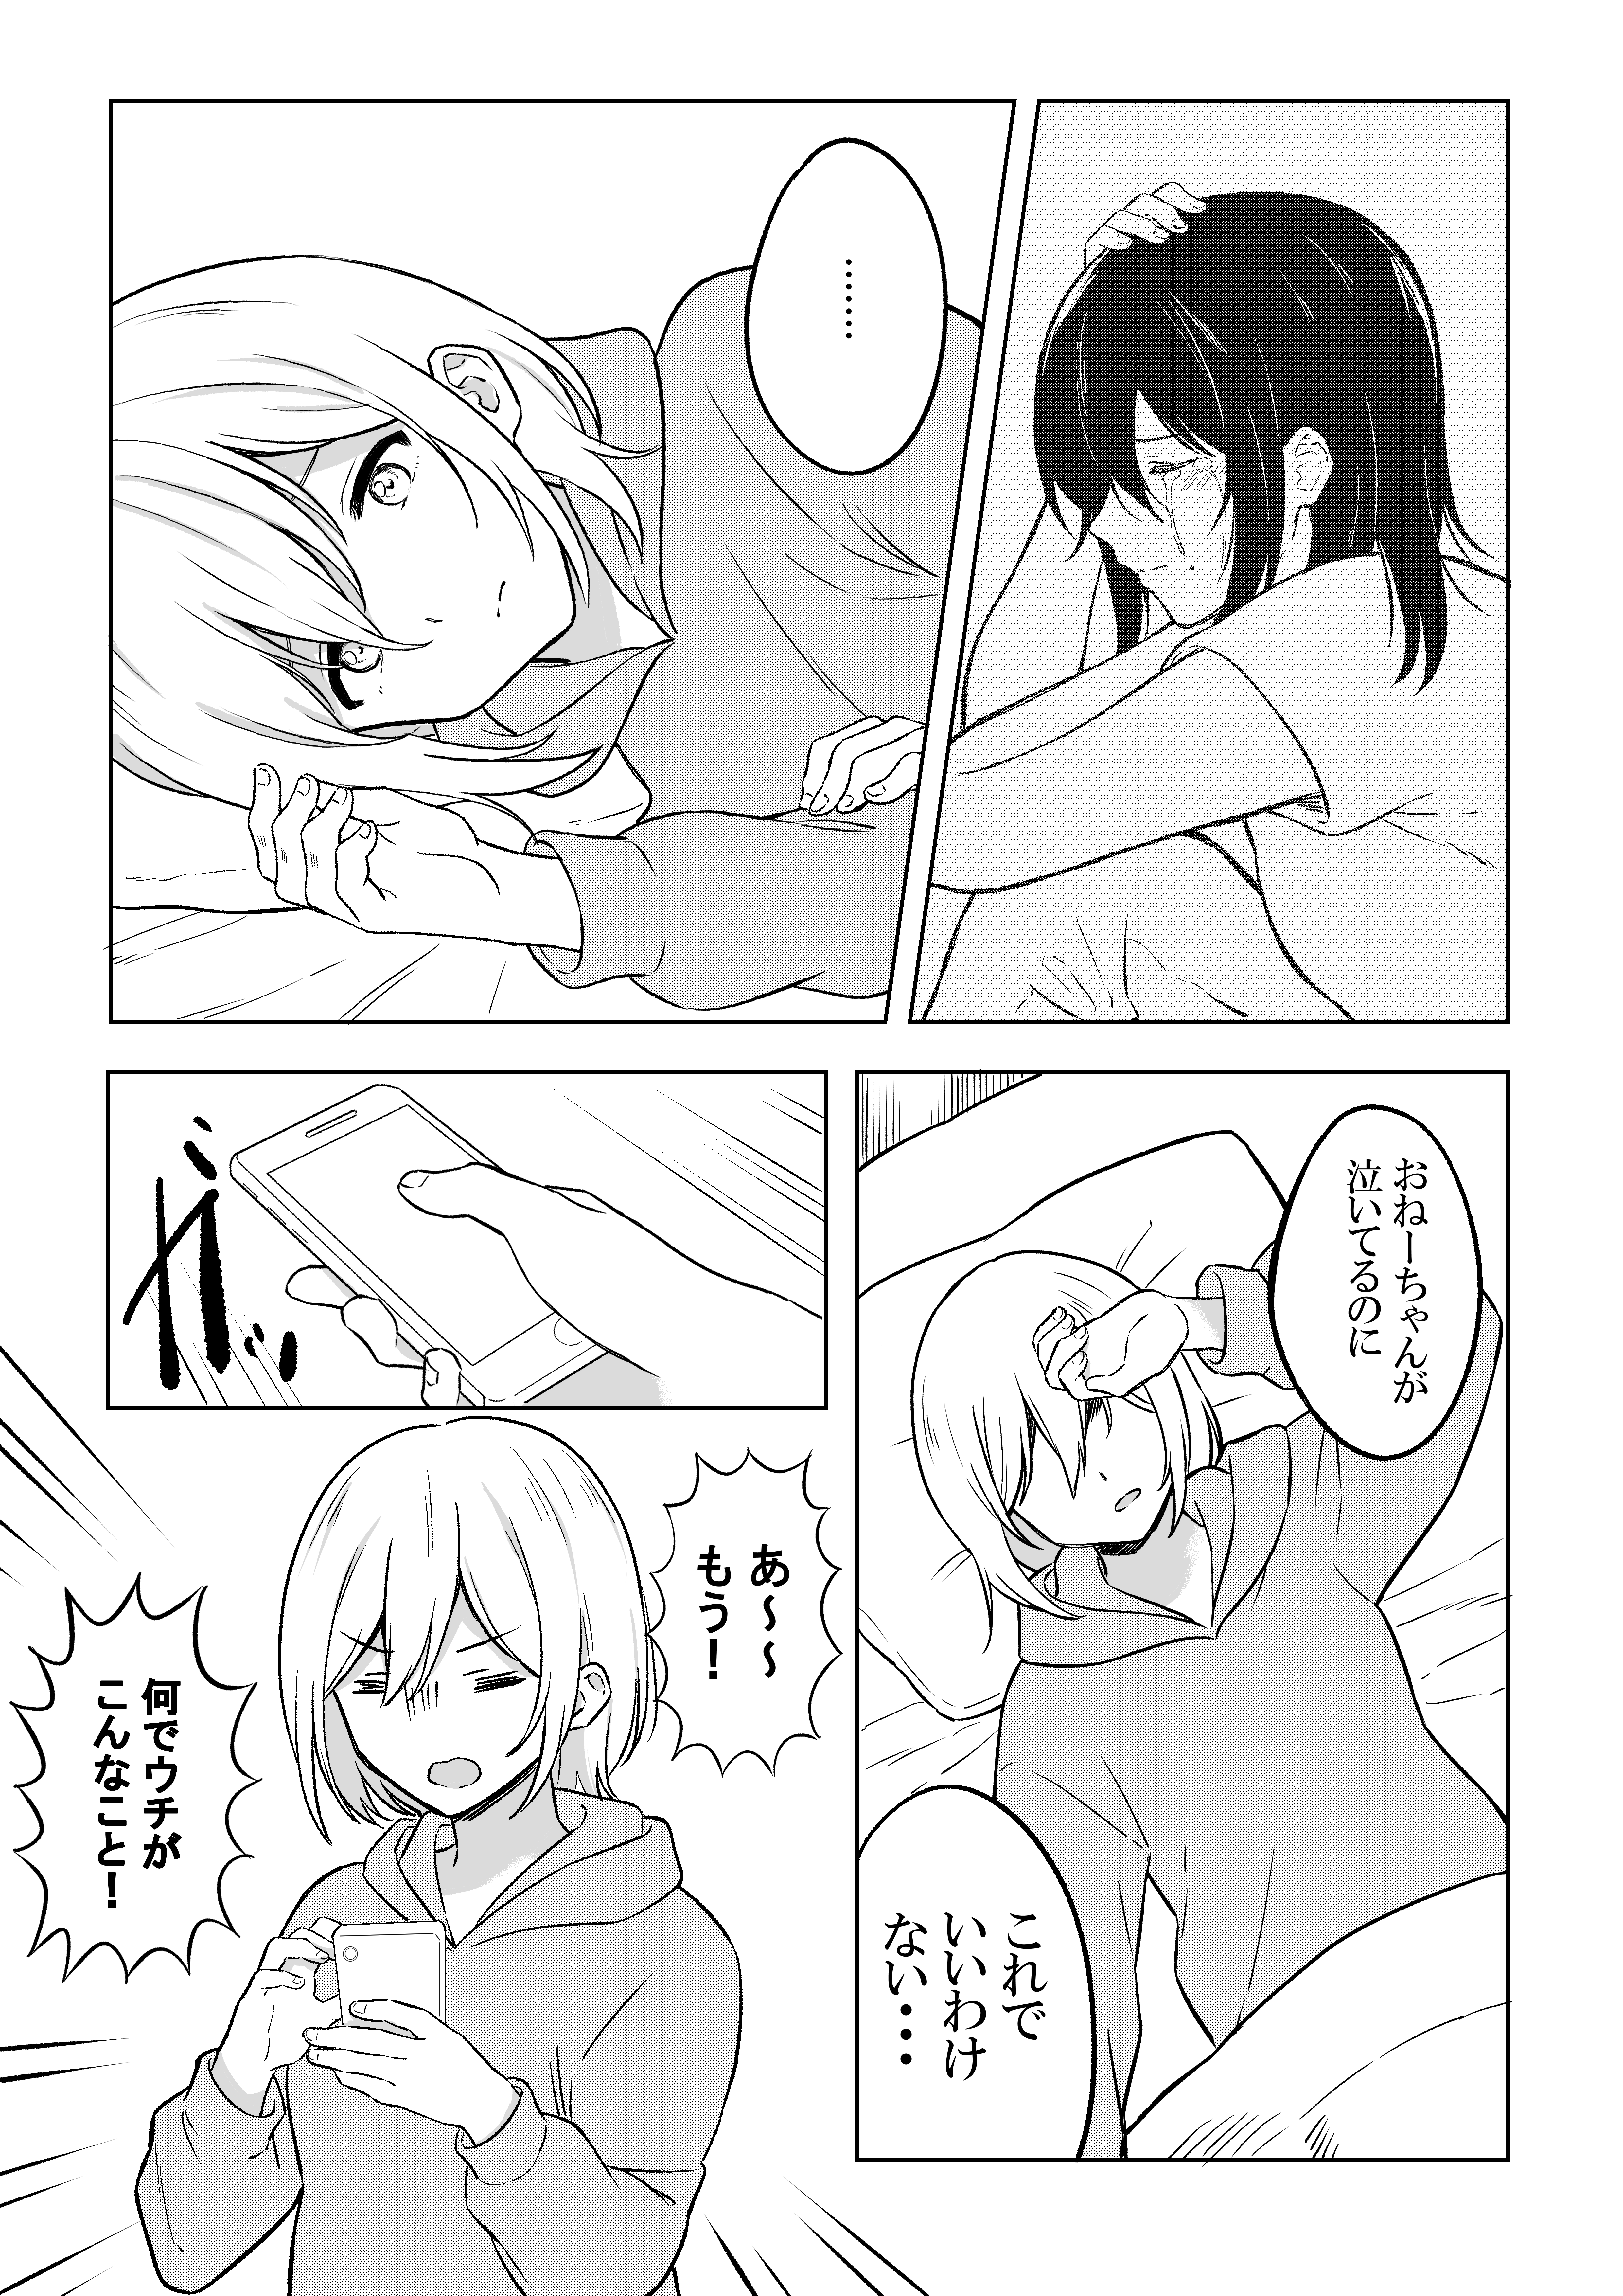 ………
おねーちゃんが
泣いてるのに
これで
いいわけ
ない・・・
ガッ
あ〜〜
もう！
何でウチが
こんなこと！